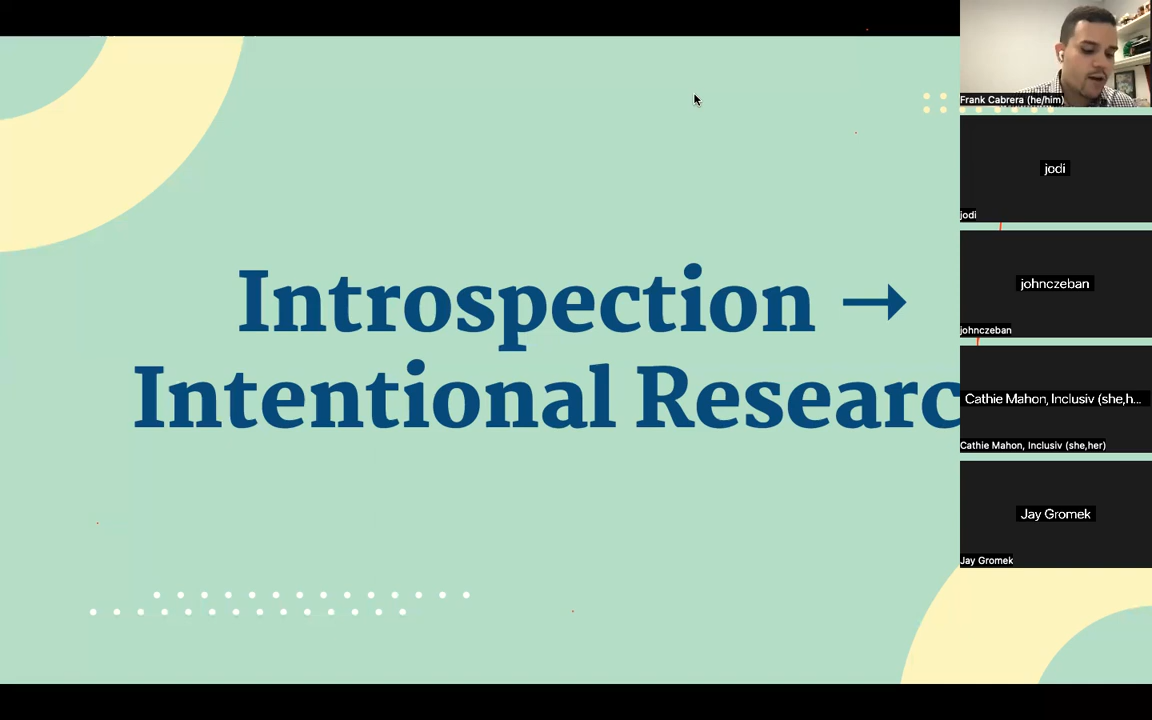 Introspection →
Intentional Researc
Frank Cabrera (he/him)
jodi
jodi
johnczeban
johnczeban
Cathie Mahon, Inclusiv (she,h...
Cathie Mahon, Inclusiv (she,her)
Jay Gromek
Jay Gromek